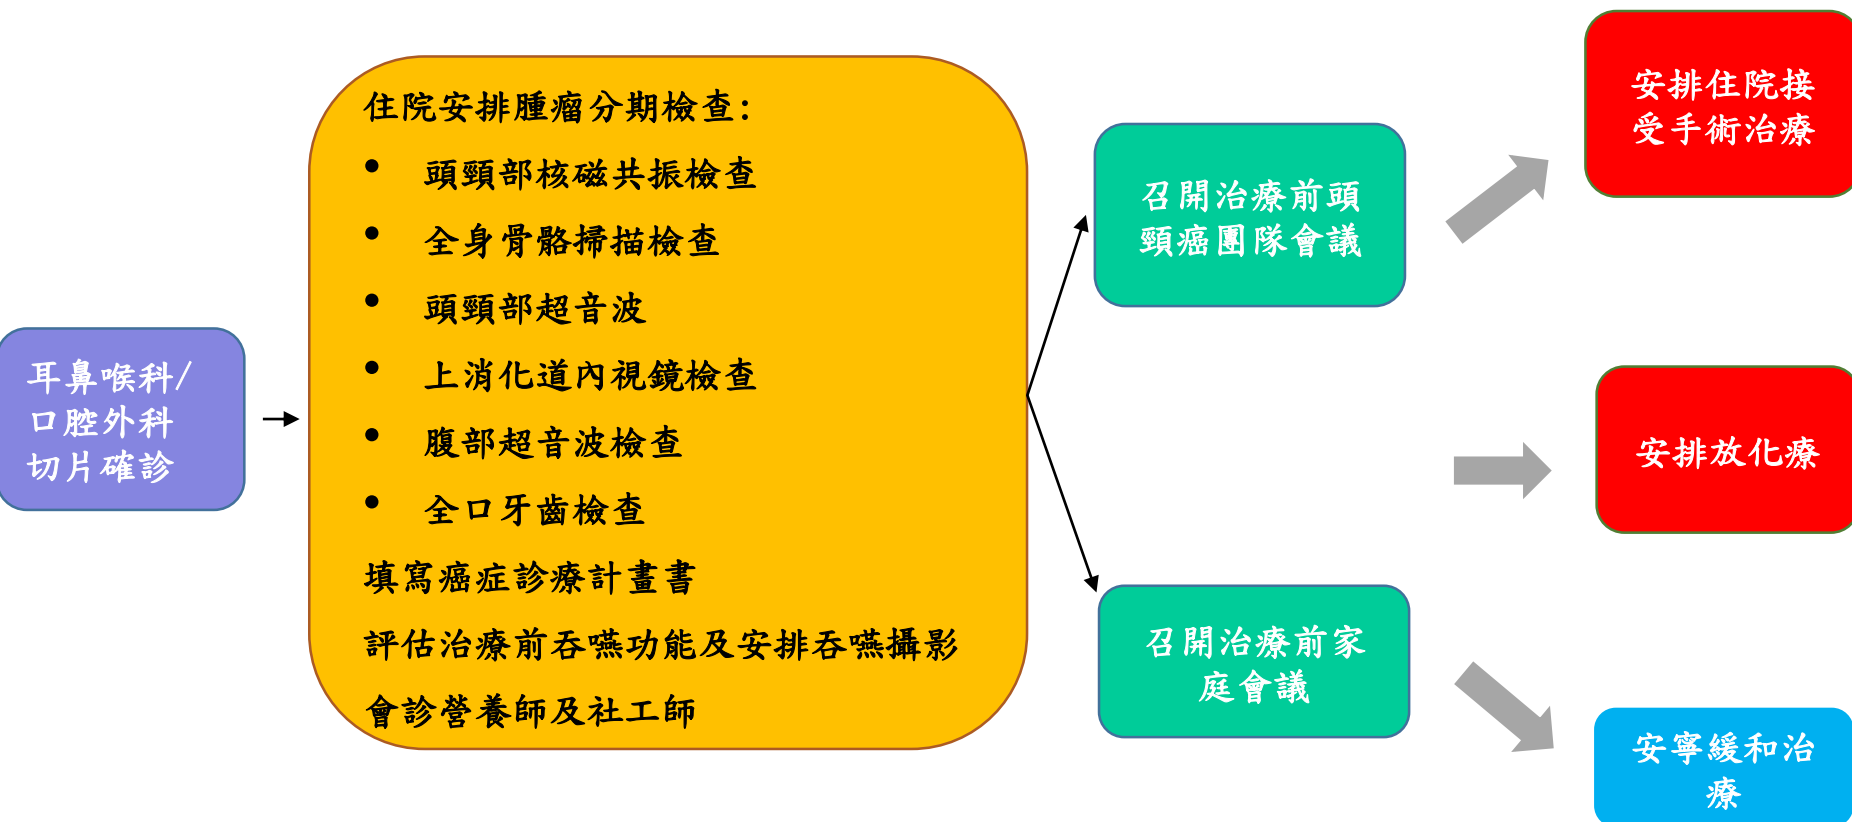 耳鼻喉科/
口腔外科
切片確診
住院安排腫瘤分期檢查:
• 頭頸部核磁共振檢查
• 全身骨骼掃描檢查
• 頭頸部超音波
• 上消化道內視鏡檢查
• 腹部超音波檢查
• 全口牙齒檢查
填寫癌症診療計畫書
評估治療前吞嚥功能及安排吞嚥攝影
會診營養師及社工師
召開治療前頭
頸癌團隊會議
召開治療前家
庭會議
安排住院接
受手術治療
安排放化療
安寧緩和治
療